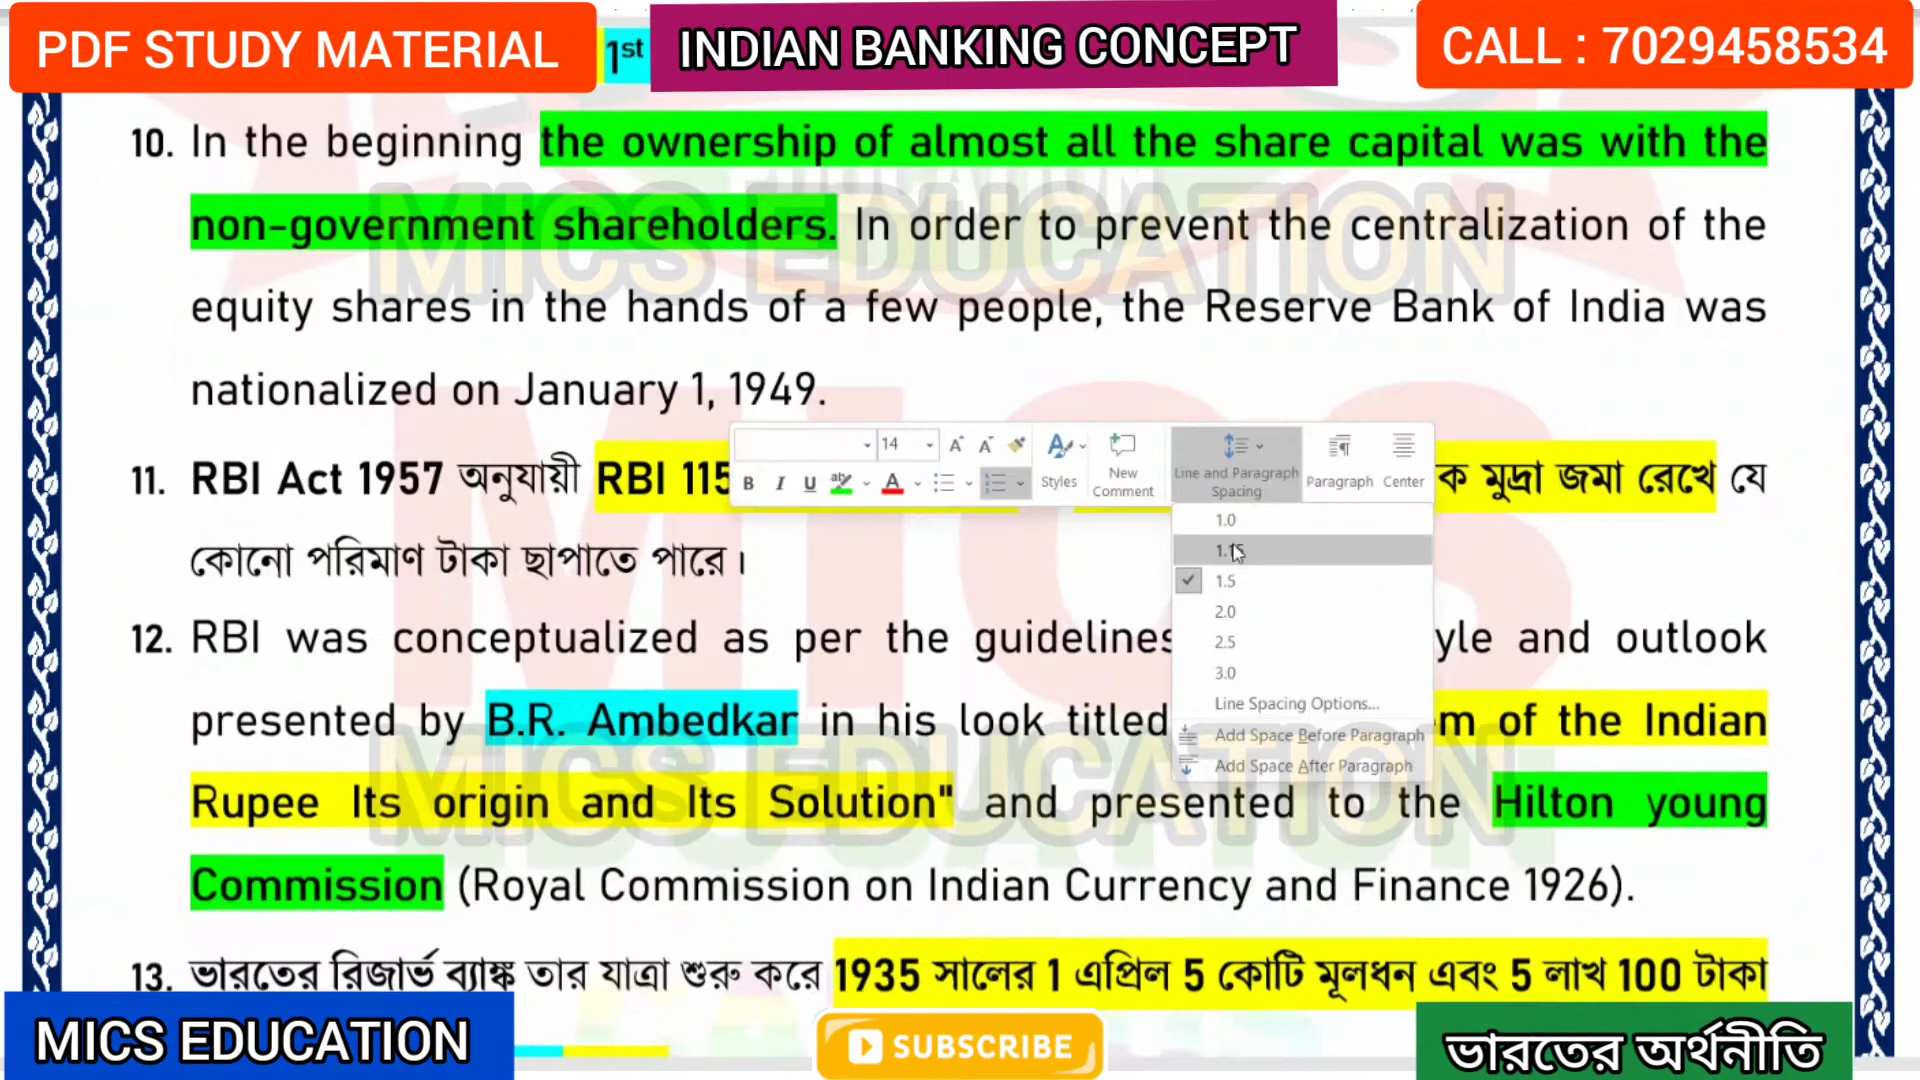 PDF STUDY MATERIAL
1st
INDIAN BANKING CONCEPT
CALL : 7029458534
10. In the beginning the ownership of almost all the share capital was with the
non-government shareholders. In order to prevent the centralization of the
equity shares in the hands of a few people, the Reserve Bank of India was
nationalized on January 1, 1949.
14
Line and Paragraph Spacing
Paragraph
Center
Styles
New Comment
B I U
11. RBI Act 1957 অনুযায়ী RBI 115 ক মুদ্রা জমা রেখে যে
কোনো পরিমাণ টাকা ছাপাতে পারে।
1.0
1.15
1.5
2.0
2.5
3.0
Line Spacing Options...
Add Space Before Paragraph
Add Space After Paragraph
12. RBI was conceptualized as per the guidelines yle and outlook
presented by B.R. Ambedkar in his look titled m of the Indian
Rupee Its origin and Its Solution" and presented to the Hilton young
Commission (Royal Commission on Indian Currency and Finance 1926).
13. ভারতের রিজার্ভ ব্যাঙ্ক তার যাত্রা শুরু করে 1935 সালের 1 এপ্রিল 5 কোটি মূলধন এবং 5 লাখ 100 টাকা
MICS EDUCATION
MICS EDUCATION
MICS
MICS EDUCATION
SUBSCRIBE
ভারতের অর্থনীতি